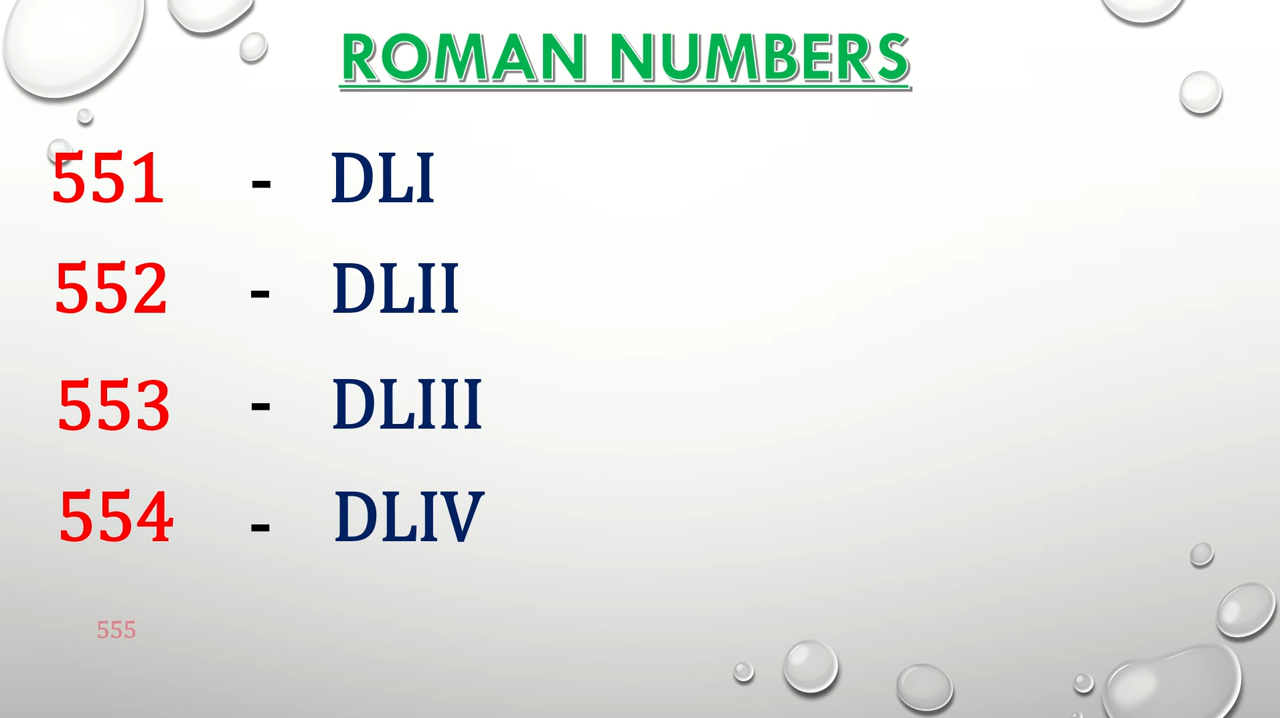 ROMAN NUMBERS
551 - DLI
552 - DLII
553 - DLIII
554 - DLIV
555